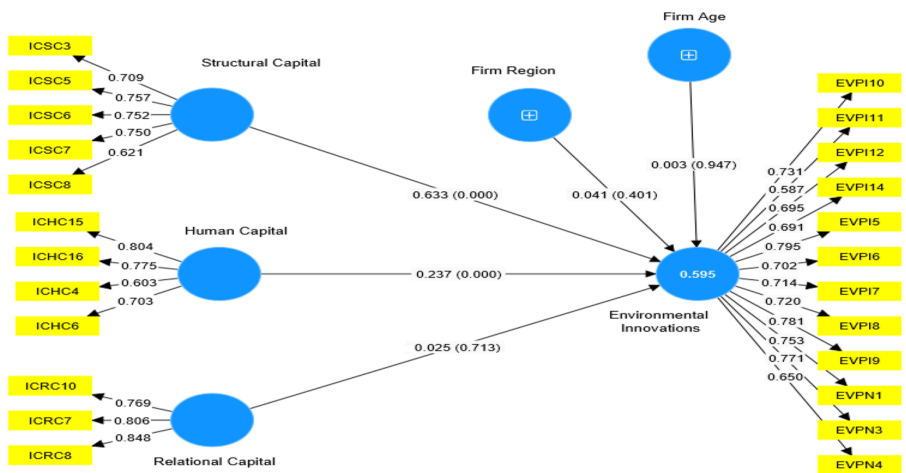 Firm Age
ICSC3
Structural Capital
Firm Region
0.709
ICSC5
0.757
ICSC6
0.752
ICSC7
0.750
0.621
ICSC8
EVPI10
EVPI11
EVPI12
EVPI14
0.003 (0.947)
0.041 (0.401)
0.633 (0.000)
0.731
0.587
0.695
0.691
0.795
0.702
0.714
0.720
0.781
0.753
0.771
0.650
EVPI5
EVPI6
EVPI7
EVPI8
EVPI9
EVPN1
EVPN3
EVPN4
ICHC15
Human Capital
0.804
ICHC16
0.775
ICHC4
0.603
0.703
ICHC6
0.237 (0.000)
0.595
Environmental
Innovations
0.025 (0.713)
ICRC10
0.769
ICRC7
0.806
0.848
ICRC8
Relational Capital